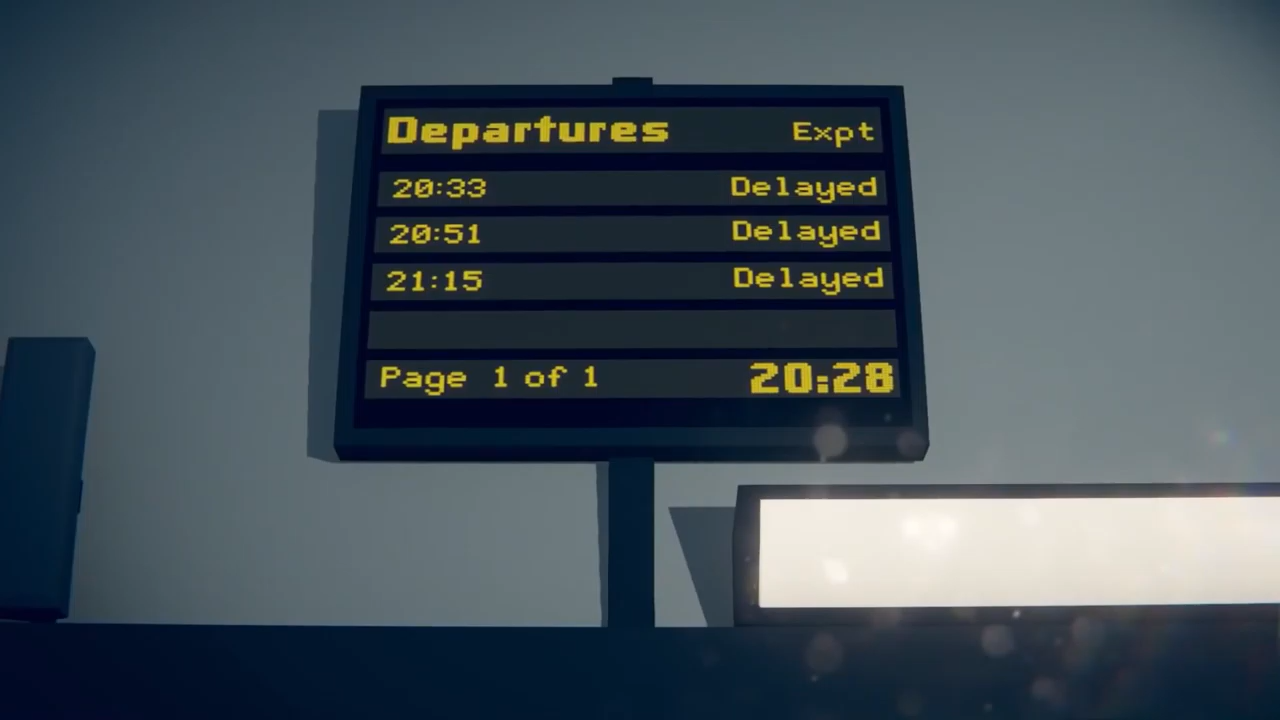 Departures Expt
20:33 Delayed
20:51 Delayed
21:15 Delayed
Page 1 of 1 20:28